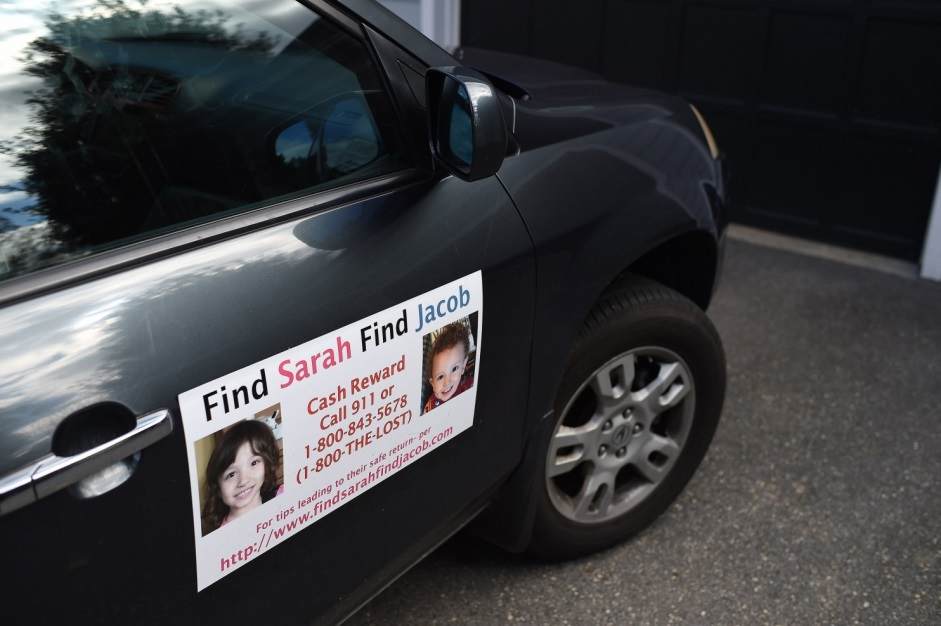 Find Sarah Find Jacob
Cash Reward
Call 911 or
1-800-843-5678
(1-800-THE-LOST)
For tips leading to their safe return- per
http://www.findsarahfindjacob.com